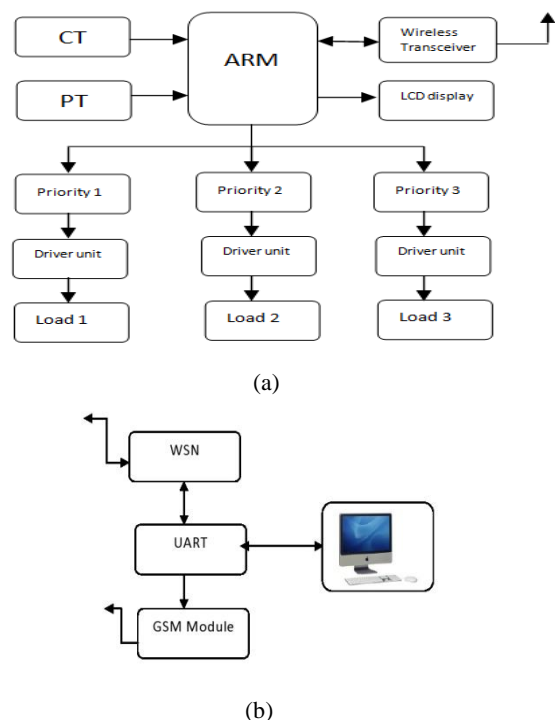 CT
ARM
Wireless
Transceiver
PT
LCD display
Priority 1
Priority 2
Priority 3
Driver unit
Driver unit
Driver unit
Load 1
Load 2
Load 3
(a)
WSN
UART
GSM Module
(b)